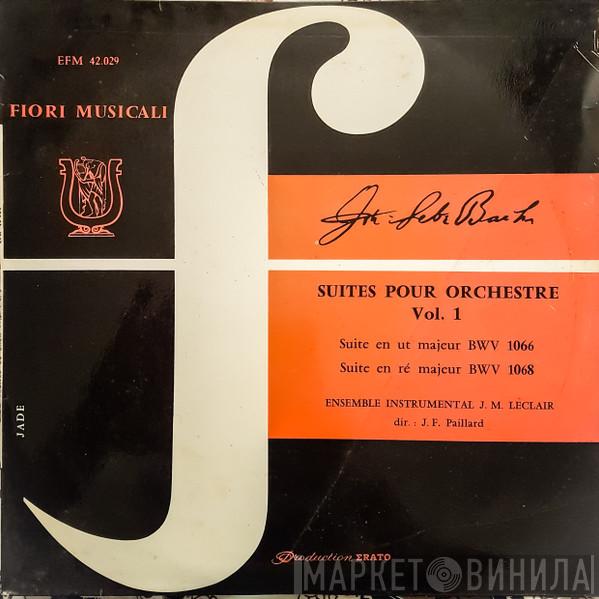 EFM 42.029
FIORI MUSICALI
Joh: Sebt Bach
SUITES POUR ORCHESTRE
Vol. 1
Suite en ut majeur BWV 1066
Suite en ré majeur BWV 1068
ENSEMBLE INSTRUMENTAL J. M. LECLAIR
dir. : J. F. Paillard
JADE
Production ERATO
МАРКЕТ ВИНИЛА